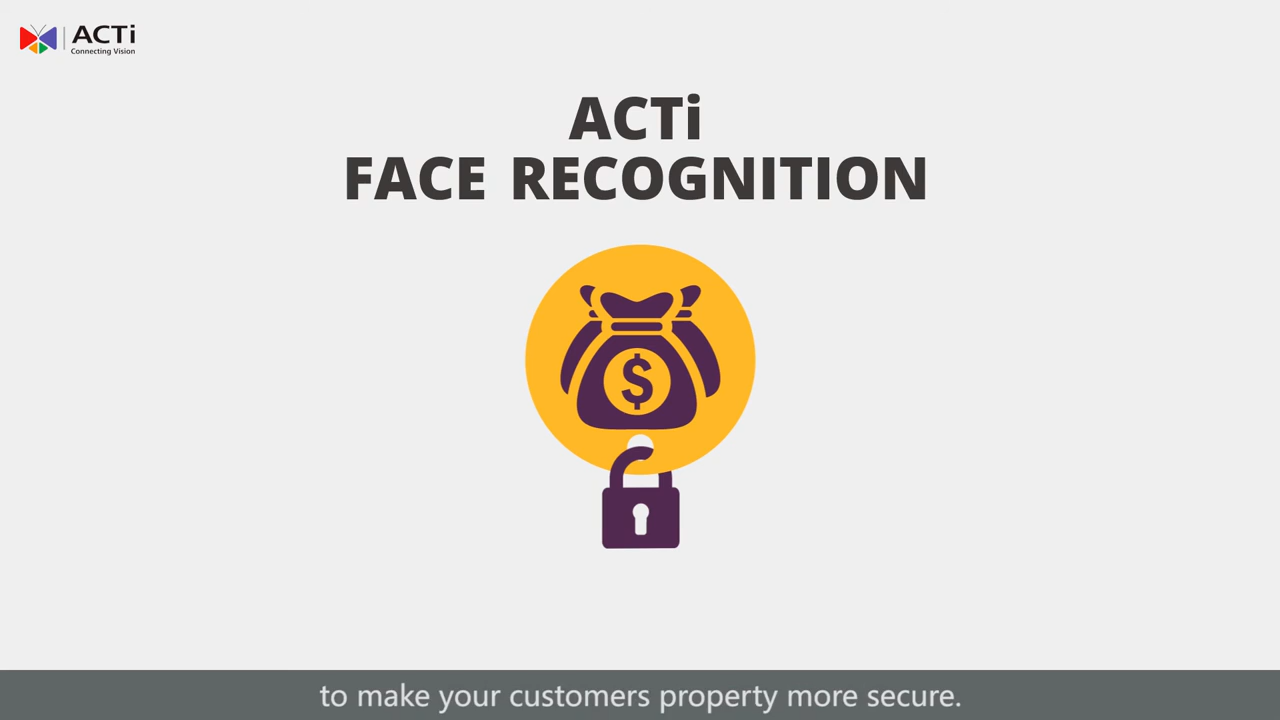 ACTi
Connecting Vision
ACTi
FACE RECOGNITION
$
to make your customers property more secure.